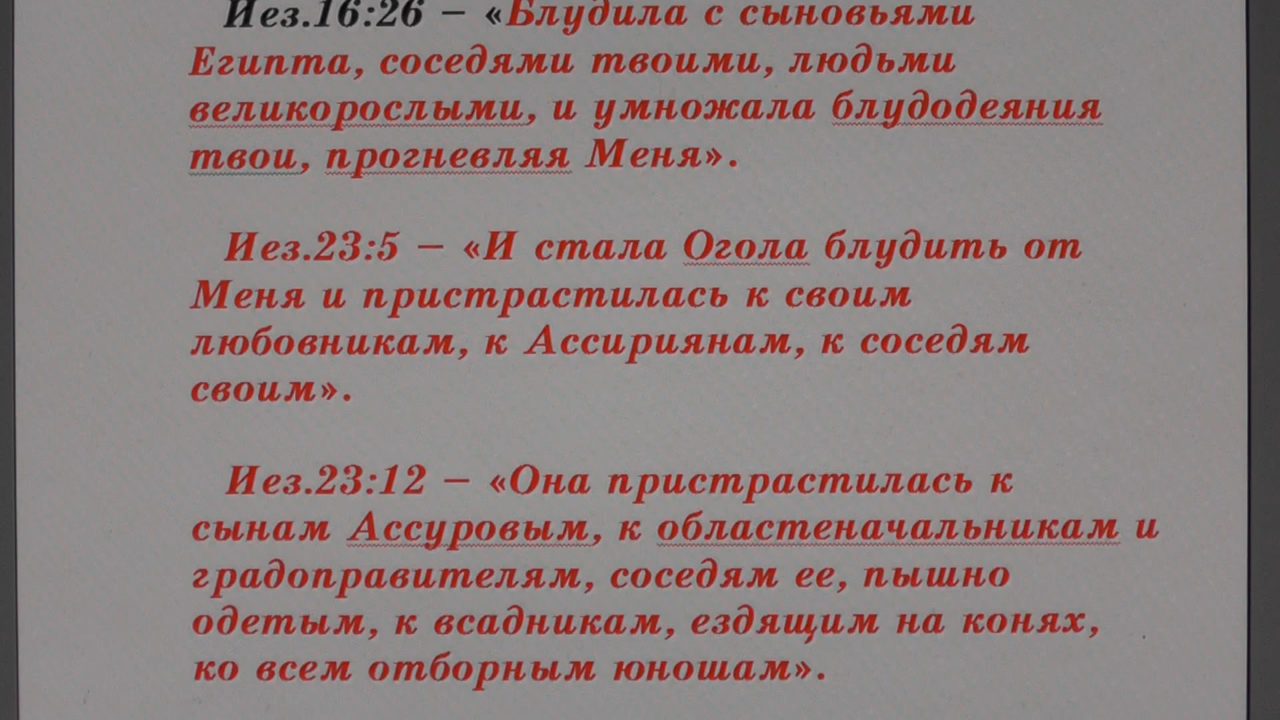 Иез.16:26 – «Блудила с сыновьями
Египта, соседями твоими, людьми
великорослыми, и умножала блудодеяния
твои, прогневляя Меня».
Иез.23:5 – «И стала Огола блудить от
Меня и пристрастилась к своим
любовникам, к Ассириянам, к соседям
своим».
Иез.23:12 – «Она пристрастилась к
сынам Ассуровым, к областеначальникам и
градоправителям, соседям ее, пышно
одетым, к всадникам, ездящим на конях,
ко всем отборным юношам».